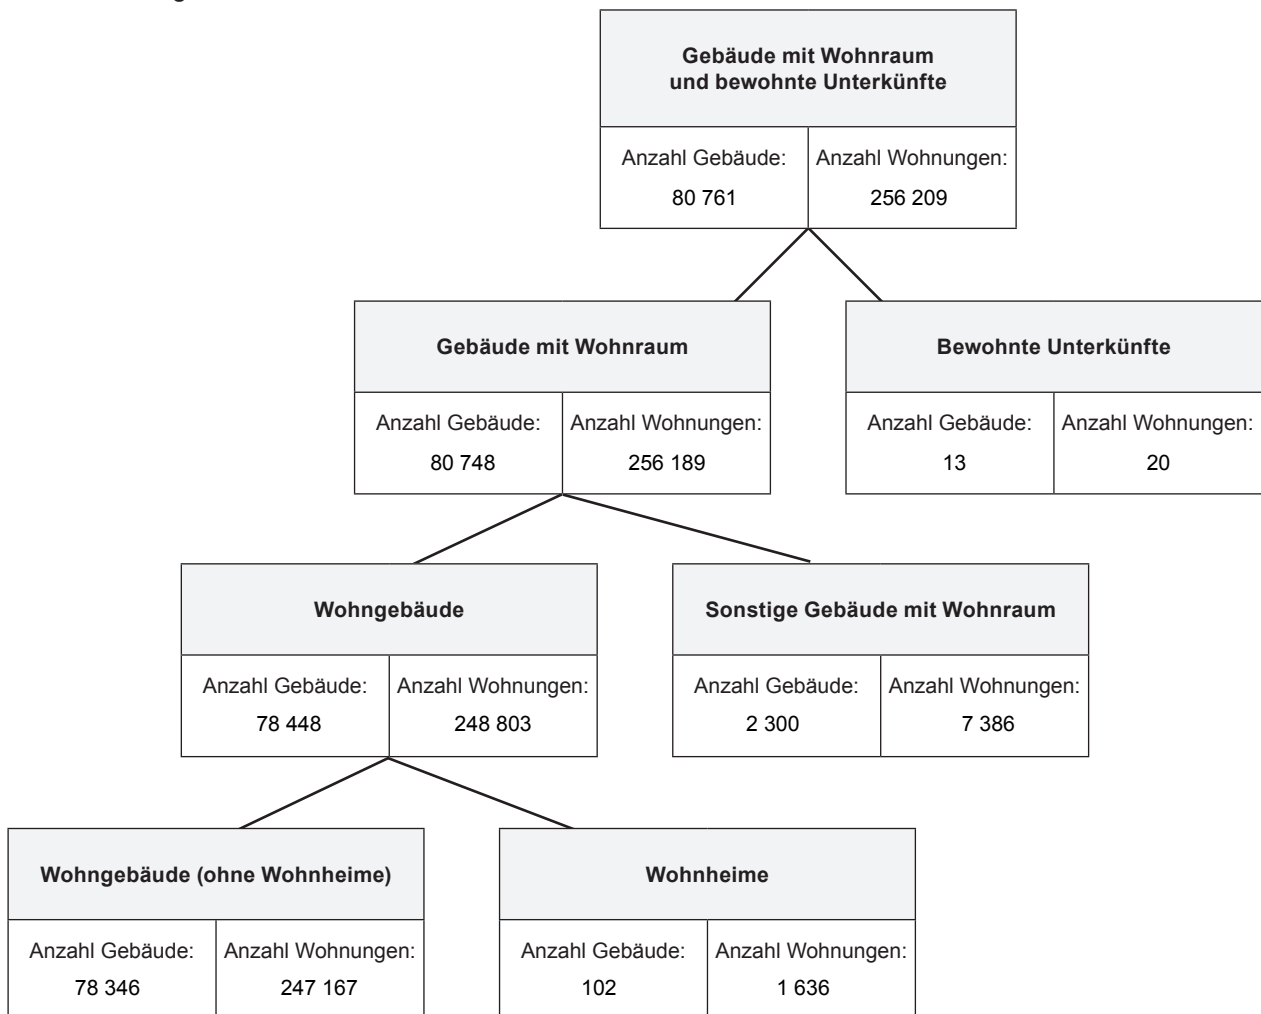 Gebäude mit Wohnraum
und bewohnte Unterkünfte
Anzahl Gebäude: Anzahl Wohnungen:
80 761 256 209
Gebäude mit Wohnraum Bewohnte Unterkünfte
Anzahl Gebäude: Anzahl Wohnungen: Anzahl Gebäude: Anzahl Wohnungen:
80 748 256 189 13 20
Wohngebäude Sonstige Gebäude mit Wohnraum
Anzahl Gebäude: Anzahl Wohnungen: Anzahl Gebäude: Anzahl Wohnungen:
78 448 248 803 2 300 7 386
Wohngebäude (ohne Wohnheime) Wohnheime
Anzahl Gebäude: Anzahl Wohnungen: Anzahl Gebäude: Anzahl Wohnungen:
78 346 247 167 102 1 636